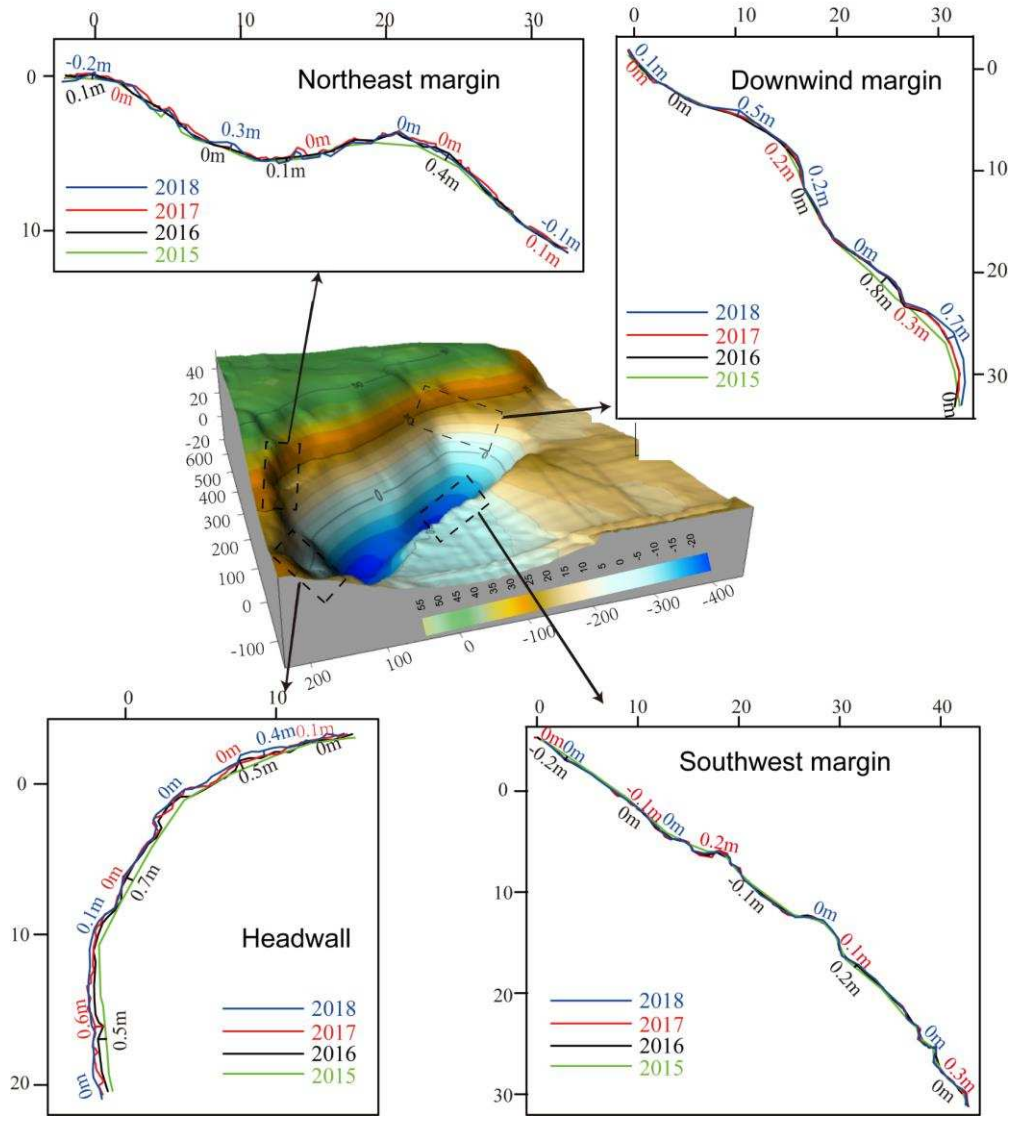 0 10 20 30
Northeast margin
0
10
-0.2m
0.1m
0m
0m
0.3m
0.1m
0m
0m
0m
0.4m
-0.1m
0.1m
2018
2017
2016
2015
0 10 20 30
Downwind margin
0
10
20
30
0.1m
0m
0m
0.5m
0.2m
0.2m
0m
0m
0.8m
0.3m
0.7m
0m
2018
2017
2016
2015
40
20
0
-20
600
500
400
300
200
100
0
-100
200 100 0 -100 -200 -300 -400
55 50 45 40 35 30 25 20 15 10 5 0 -5 -10 -15 -20
0
0
0 10
Headwall
0
10
20
0.1m
0.4m
0m
0m
0.5m
0m
0m
0.7m
0.1m
0.6m
0.5m
0m
2018
2017
2016
2015
0 10 20 30 40
Southwest margin
0
10
20
30
0m
0m
-0.2m
-0.1m
0m
0m
0.2m
-0.1m
0m
0.1m
0.2m
0m
0.3m
0m
2018
2017
2016
2015